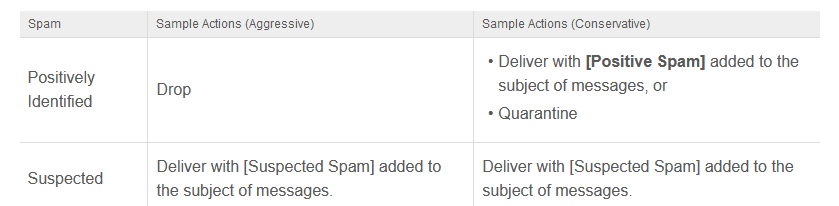 Spam
Sample Actions (Aggressive)
Sample Actions (Conservative)
Positively
Identified
Drop
• Deliver with [Positive Spam] added to the
subject of messages, or
• Quarantine
Suspected
Deliver with [Suspected Spam] added to
the subject of messages.
Deliver with [Suspected Spam] added to the
subject of messages.